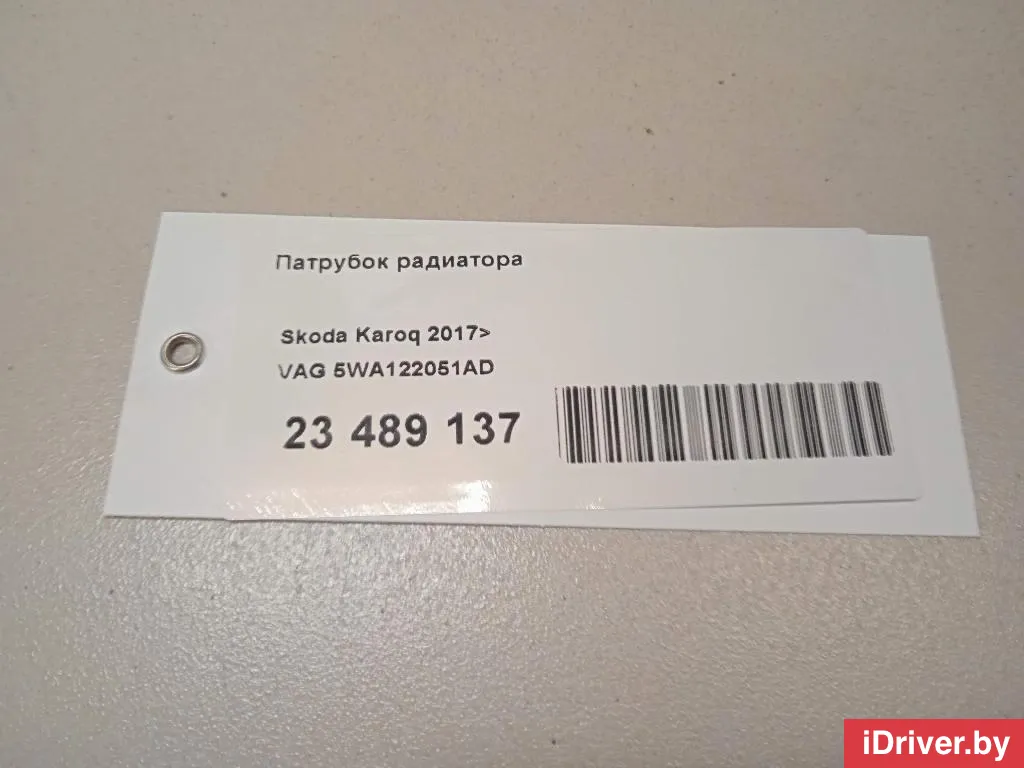 Патрубок радиатора
Skoda Karoq 2017>
VAG 5WA122051AD
23 489 137
iDriver.by